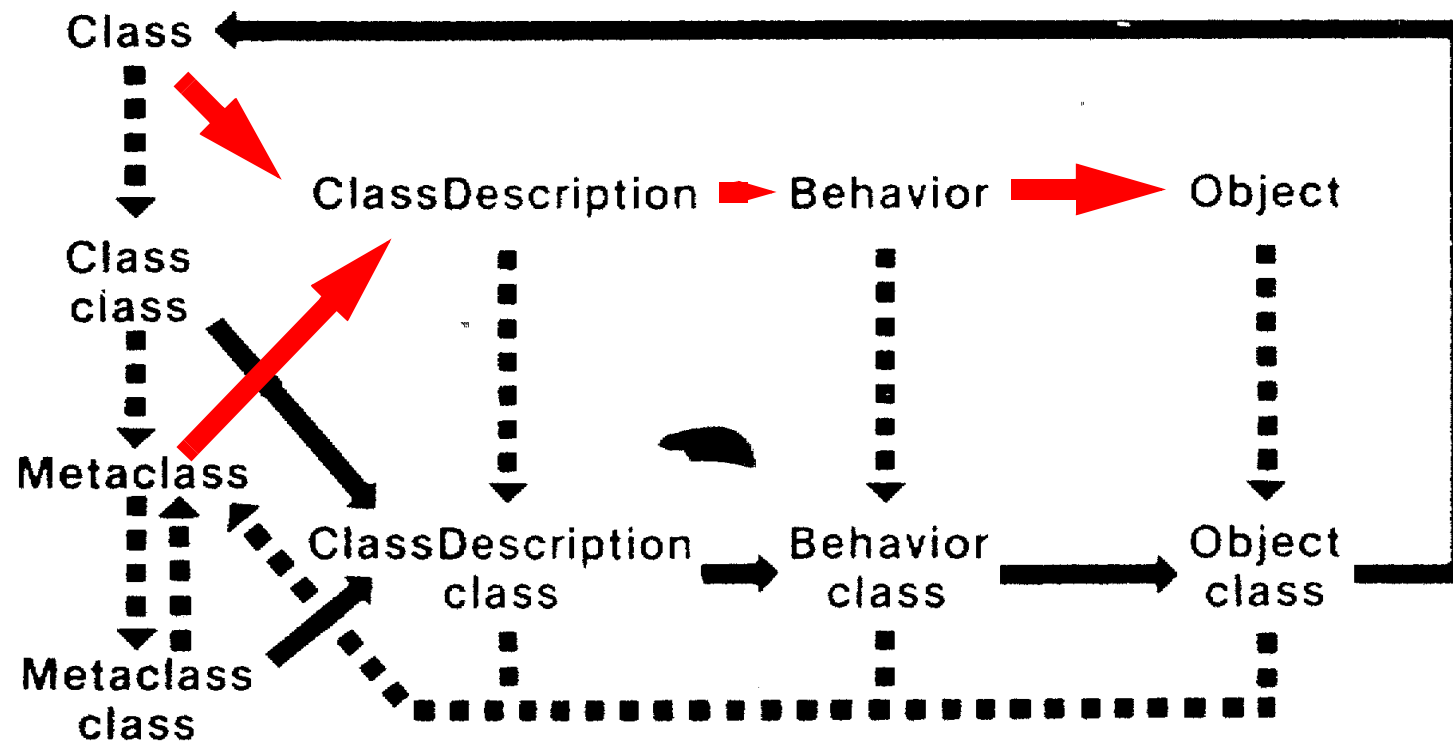 Class
ClassDescription
Behavior
Object
Class
class
Metaclass
ClassDescription
class
Behavior
class
Object
class
Metaclass
class